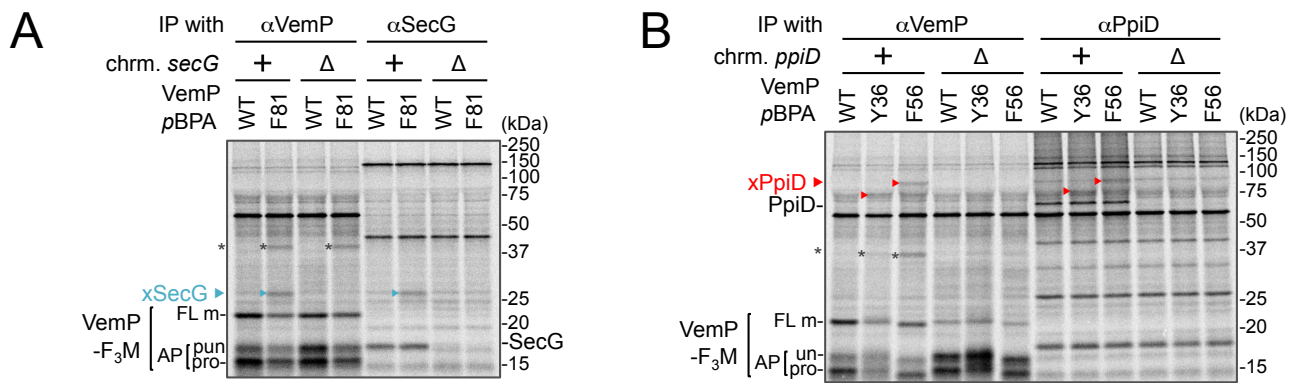 A
IP with αVemP αSecG
chrm. secG + Δ + Δ
VemP pBPA WT F81 WT F81 WT F81 WT F81
(kDa)
-250
-150
-100
-75
-50
* * * -37
xSecG -25
VemP -F3M
FL m-
-20
AP pun pro-
-SecG
-15
B
IP with αVemP αPpiD
chrm. ppiD + Δ + Δ
VemP pBPA WT Y36 F56 WT Y36 F56 WT Y36 F56 WT Y36 F56
(kDa)
-250
-150
-100
xPpiD
-75
PpiD-
-50
* * * -37
-25
VemP -F3M
FL m-
-20
AP un- pro-
-15